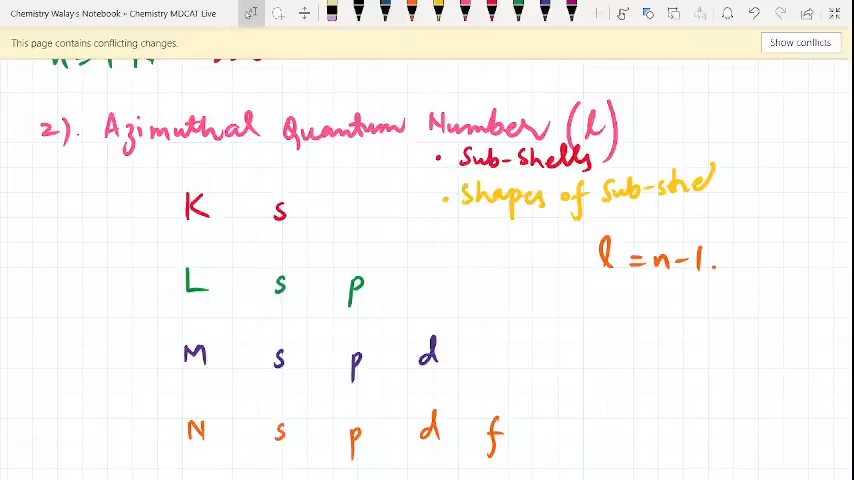 Chemistry Walay's Notebook » Chemistry MDCAT Live
This page contains conflicting changes.
Show conflicts
2). Azimuthal Quantum Number (l)
• Sub-Shells
• Shapes of Sub-shel
K s
l = n-1.
L s p
M s p d
N s p d f